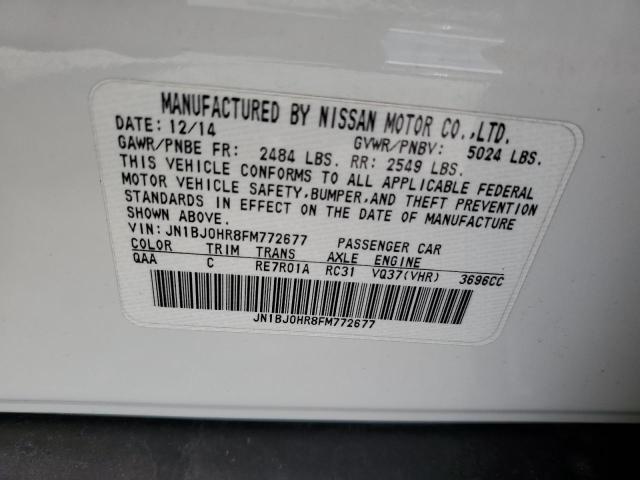 MANUFACTURED BY NISSAN MOTOR CO.,LTD.
DATE: 12/14 GVWR/PNBV: 5024 LBS.
GAWR/PNBE FR: 2484 LBS. RR: 2549 LBS.
THIS VEHICLE CONFORMS TO ALL APPLICABLE FEDERAL
MOTOR VEHICLE SAFETY, BUMPER, AND THEFT PREVENTION
STANDARDS IN EFFECT ON THE DATE OF MANUFACTURE
SHOWN ABOVE.
VIN: JN1BJ0HR8FM772677 PASSENGER CAR
COLOR TRIM TRANS AXLE ENGINE
QAA C RE7R01A RC31 VQ37(VHR) 3696CC
JN1BJ0HR8FM772677